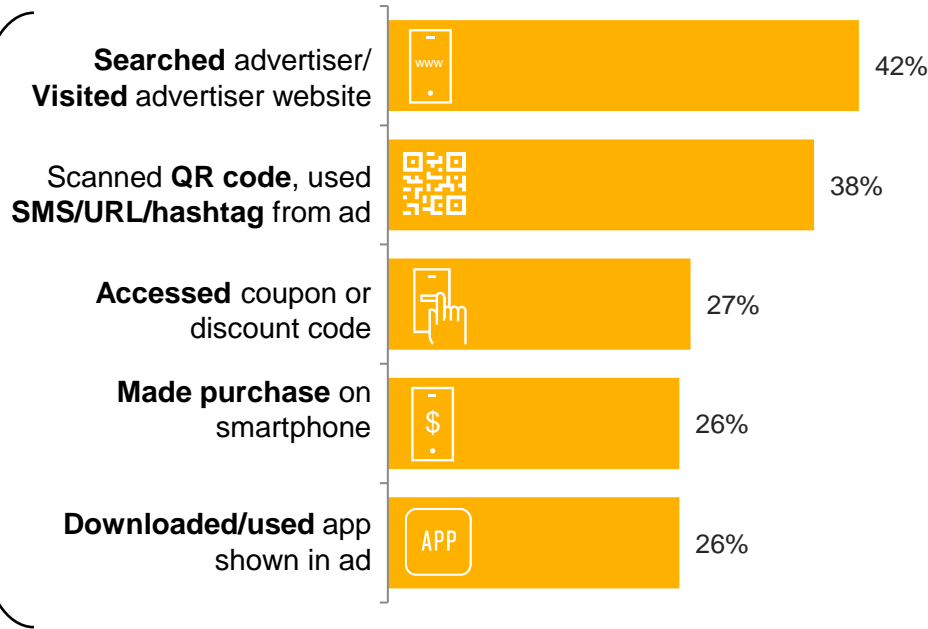 Searched advertiser/
Visited advertiser website
www
42%
Scanned QR code, used
SMS/URL/hashtag from ad
38%
Accessed coupon or
discount code
27%
Made purchase on
smartphone
$
26%
Downloaded/used app
shown in ad
APP
26%